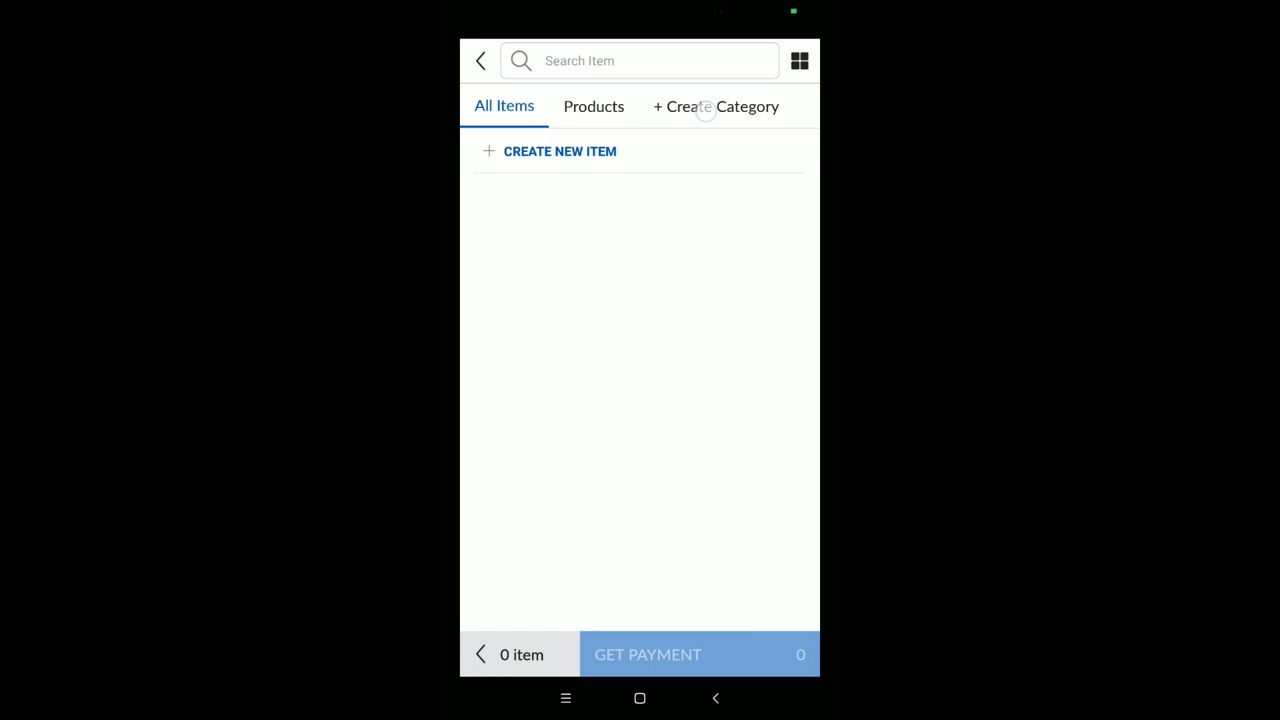 Search Item
All Items Products + Create Category
CREATE NEW ITEM
0 item GET PAYMENT 0